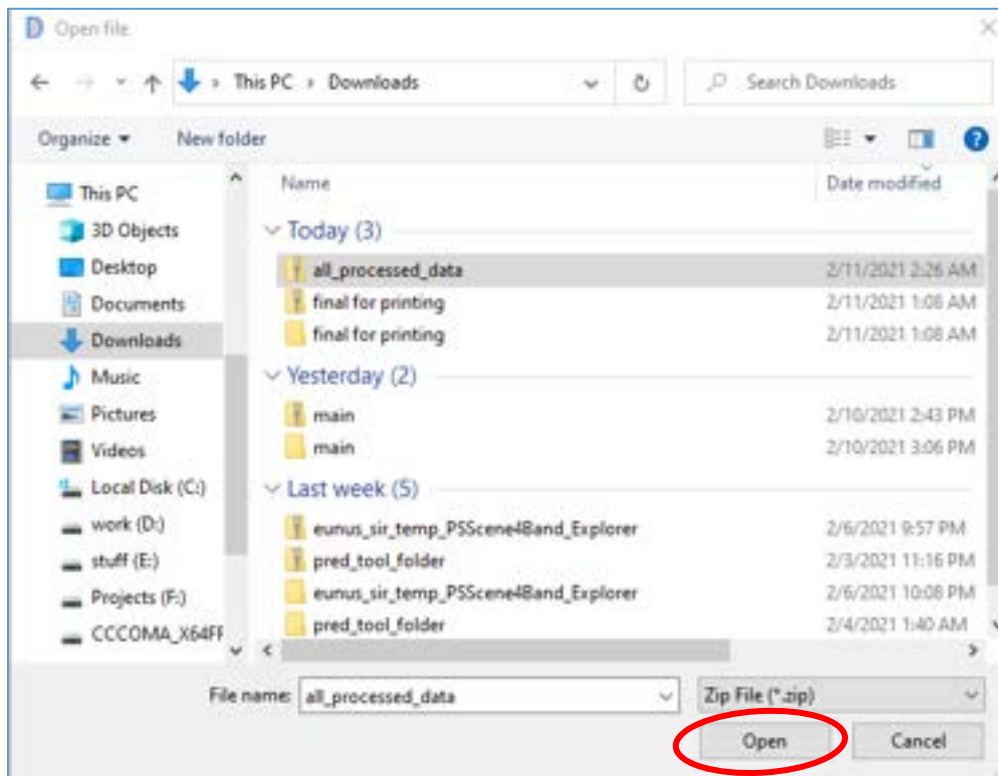 Open file
This PC › Downloads
Search Downloads
Organize
New folder
Name
Date modified
This PC
3D Objects
Desktop
Documents
Downloads
Music
Pictures
Videos
Local Disk (C:)
work (D:)
stuff (E:)
Projects (F:)
CCCOMA_X64FF
Today (3)
all_processed_data 2/11/2021 2:26 AM
final for printing 2/11/2021 1:08 AM
final for printing 2/11/2021 1:08 AM
Yesterday (2)
main 2/10/2021 2:43 PM
main 2/10/2021 3:06 PM
Last week (5)
eunus_sir_temp_PSScene4Band_Explorer 2/6/2021 9:57 PM
pred_tool_folder 2/3/2021 11:16 PM
eunus_sir_temp_PSScene4Band_Explorer 2/6/2021 10:08 PM
pred_tool_folder 2/4/2021 1:40 AM
File name: all_processed_data
Zip File (*.zip)
Open
Cancel